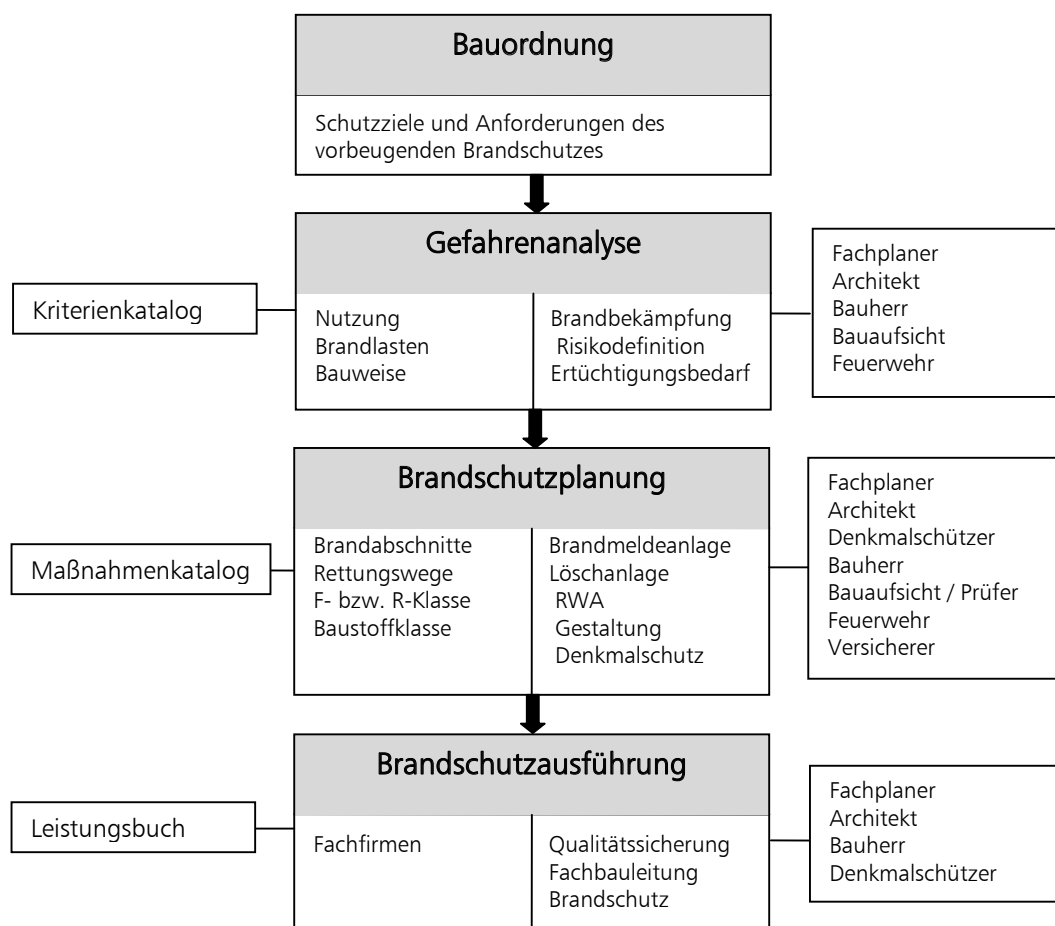 Bauordnung
Schutzziele und Anforderungen des
vorbeugenden Brandschutzes
Gefahrenanalyse
Kriterienkatalog
Nutzung
Brandlasten
Bauweise
Brandbekämpfung
Risikodefinition
Ertüchtigungsbedarf
Fachplaner
Architekt
Bauherr
Bauaufsicht
Feuerwehr
Brandschutzplanung
Maßnahmenkatalog
Brandabschnitte
Rettungswege
F- bzw. R-Klasse
Baustoffklasse
Brandmeldeanlage
Löschanlage
RWA
Gestaltung
Denkmalschutz
Fachplaner
Architekt
Denkmalschützer
Bauherr
Bauaufsicht / Prüfer
Feuerwehr
Versicherer
Brandschutzausführung
Leistungsbuch
Fachfirmen
Qualitätssicherung
Fachbauleitung
Brandschutz
Fachplaner
Architekt
Bauherr
Denkmalschützer